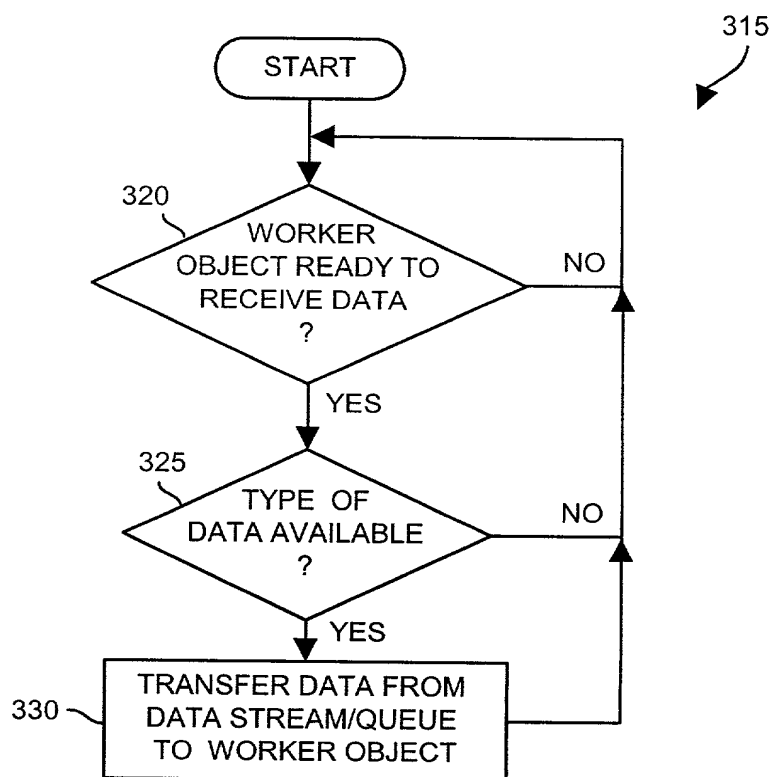 315
START
320
WORKER
OBJECT READY TO
RECEIVE DATA
?
NO
YES
325
TYPE OF
DATA AVAILABLE
?
NO
YES
330
TRANSFER DATA FROM
DATA STREAM/QUEUE
TO WORKER OBJECT